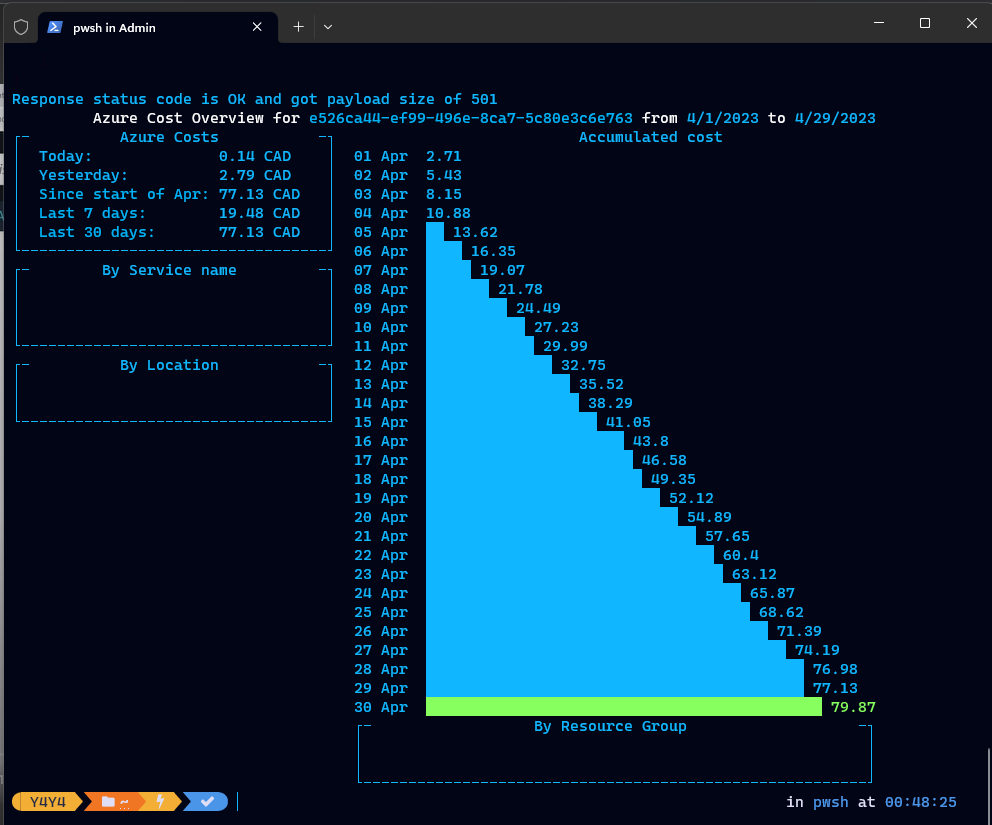 pwsh in Admin
Response status code is OK and got payload size of 501
Azure Cost Overview for e526ca44-ef99-496e-8ca7-5c80e3c6e763 from 4/1/2023 to 4/29/2023
Azure Costs
Today: 0.14 CAD
Yesterday: 2.79 CAD
Since start of Apr: 77.13 CAD
Last 7 days: 19.48 CAD
Last 30 days: 77.13 CAD
By Service name
By Location
Accumulated cost
01 Apr 2.71
02 Apr 5.43
03 Apr 8.15
04 Apr 10.88
05 Apr 13.62
06 Apr 16.35
07 Apr 19.07
08 Apr 21.78
09 Apr 24.49
10 Apr 27.23
11 Apr 29.99
12 Apr 32.75
13 Apr 35.52
14 Apr 38.29
15 Apr 41.05
16 Apr 43.8
17 Apr 46.58
18 Apr 49.35
19 Apr 52.12
20 Apr 54.89
21 Apr 57.65
22 Apr 60.4
23 Apr 63.12
24 Apr 65.87
25 Apr 68.62
26 Apr 71.39
27 Apr 74.19
28 Apr 76.98
29 Apr 77.13
30 Apr 79.87
By Resource Group
Y4Y4 ~
in pwsh at 00:48:25